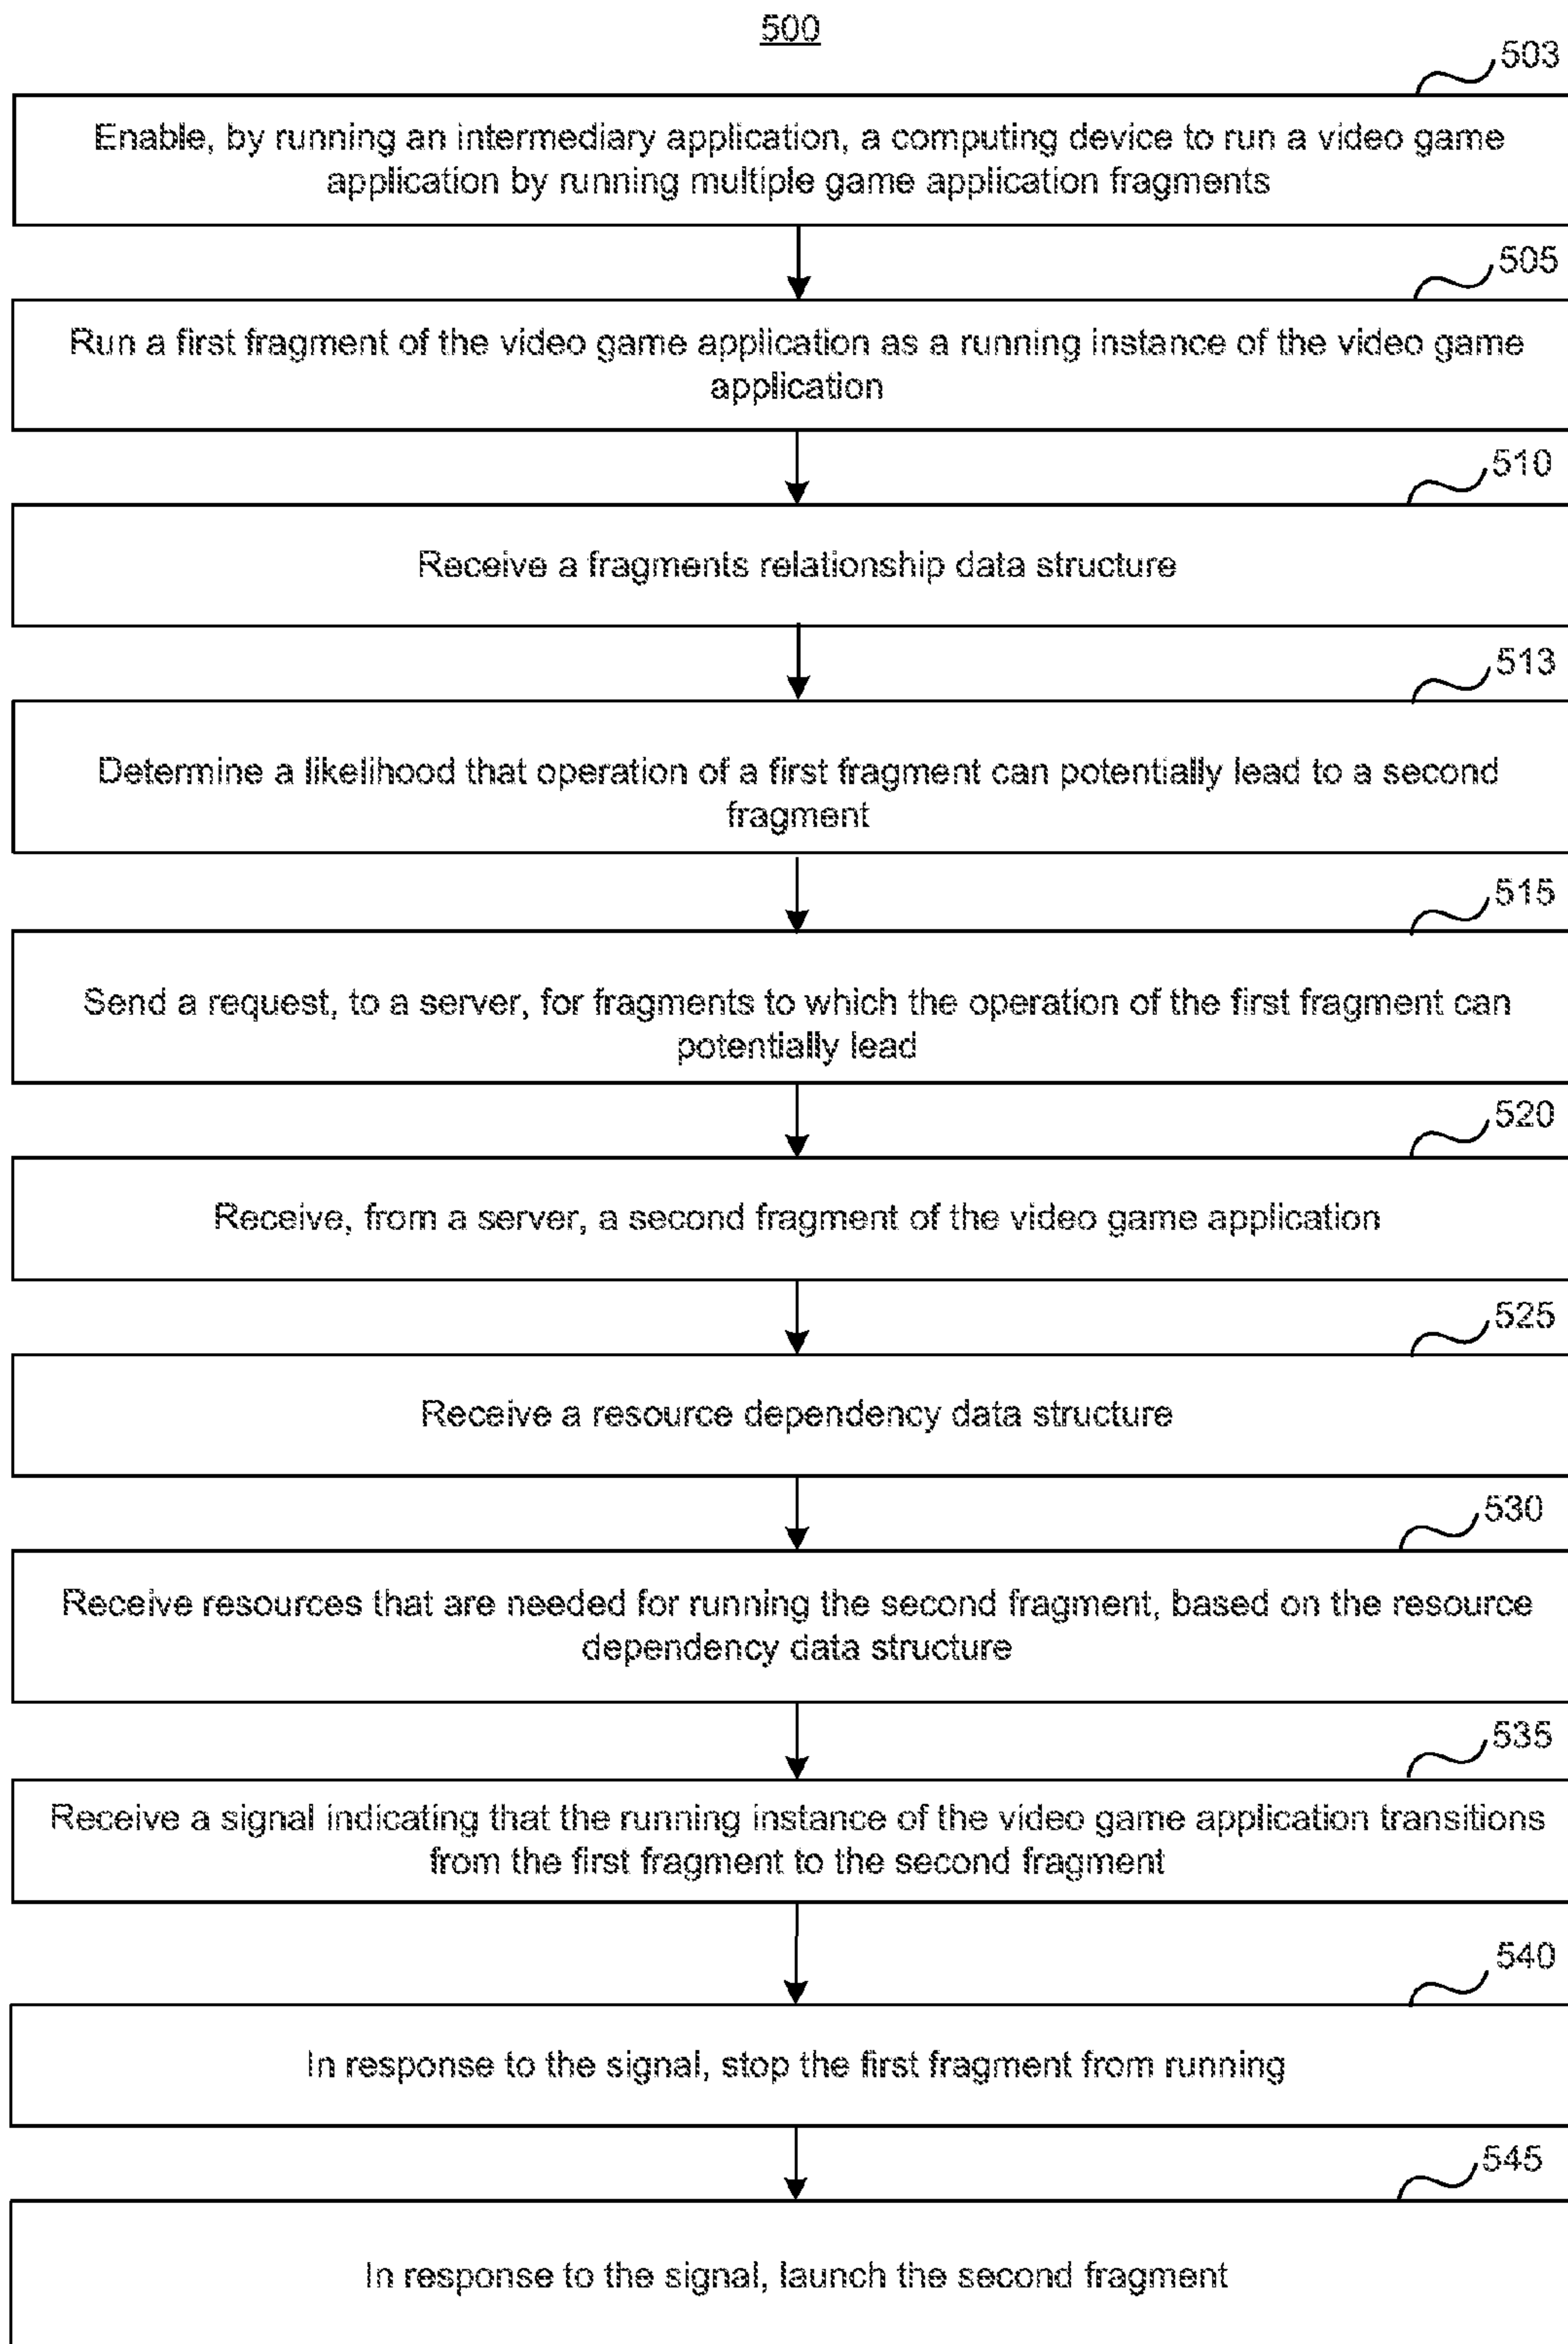 500
503
Enable, by running an intermediary application, a computing device to run a video game
application by running multiple game application fragments
505
Run a first fragment of the video game application as a running instance of the video game
application
510
Receive a fragments relationship data structure
513
Determine a likelihood that operation of a first fragment can potentially lead to a second
fragment
515
Send a request, to a server, for fragments to which the operation of the first fragment can
potentially lead
520
Receive, from a server, a second fragment of the video game application
525
Receive a resource dependency data structure
530
Receive resources that are needed for running the second fragment, based on the resource
dependency data structure
535
Receive a signal indicating that the running instance of the video game application transitions
from the first fragment to the second fragment
540
In response to the signal, stop the first fragment from running
545
In response to the signal, launch the second fragment